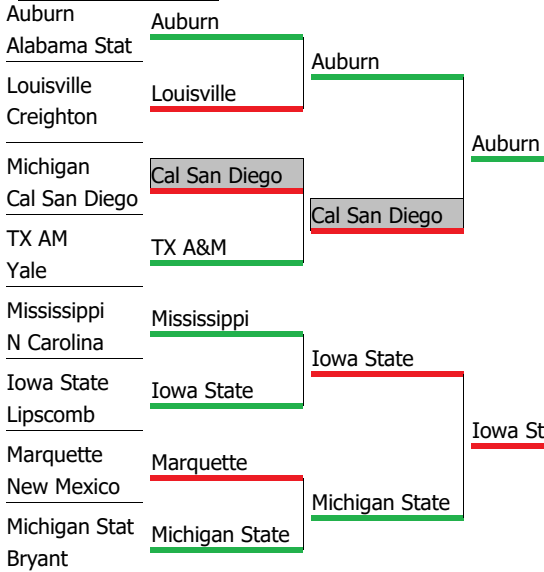 Auburn
Alabama Stat
Louisville
Creighton
Michigan
Cal San Diego
TX AM
Yale
Mississippi
N Carolina
Iowa State
Lipscomb
Marquette
New Mexico
Michigan Stat
Bryant
Auburn
Louisville
Cal San Diego
TX A&M
Mississippi
Iowa State
Marquette
Michigan State
Auburn
Cal San Diego
Iowa State
Michigan State
Auburn
Iowa St